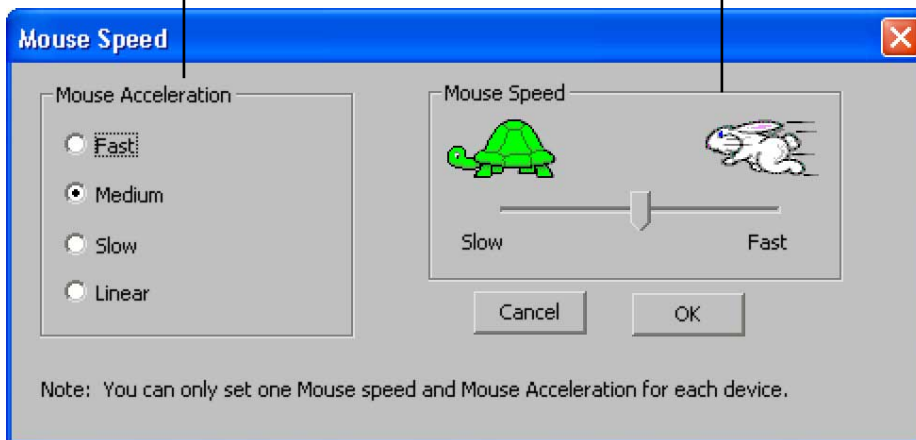 Mouse Speed
Mouse Acceleration
Fast
Medium
Slow
Linear
Mouse Speed
Slow Fast
Cancel OK
Note: You can only set one Mouse speed and Mouse Acceleration for each device.